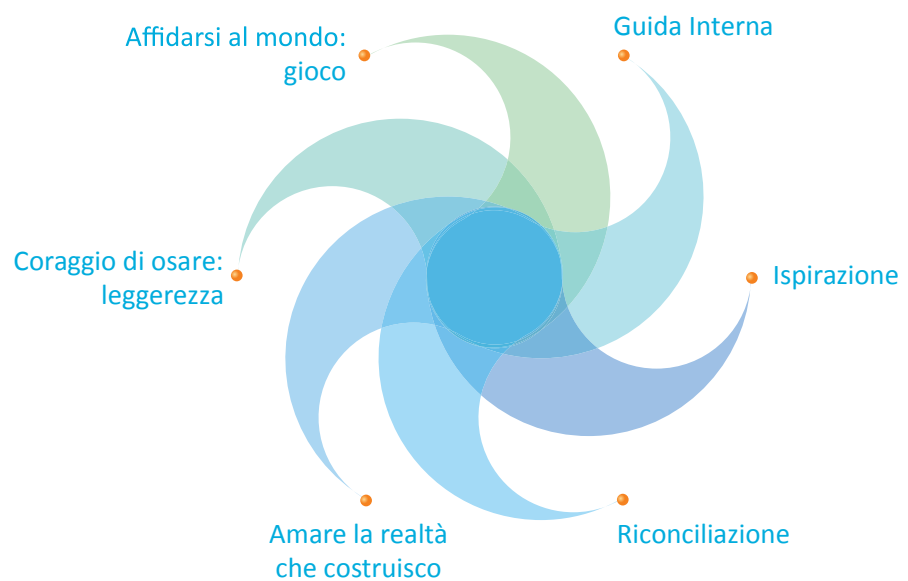 Affidarsi al mondo:
gioco
Guida Interna
Coraggio di osare:
leggerezza
Ispirazione
Amare la realtà
che costruisco
Riconciliazione